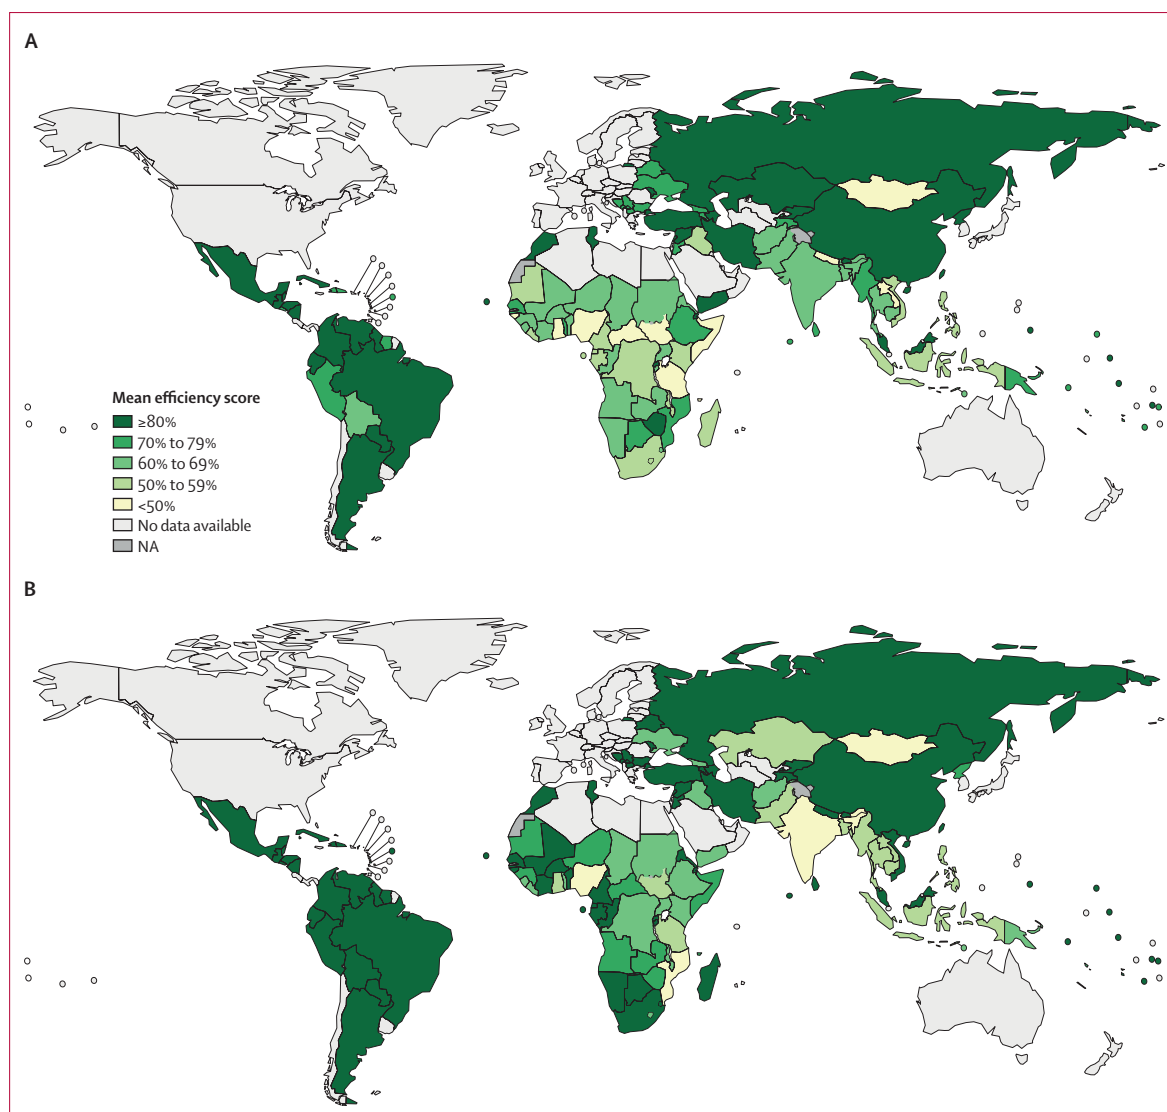 A
Mean efficiency score
≥80%
70% to 79%
60% to 69%
50% to 59%
<50%
No data available
NA
B